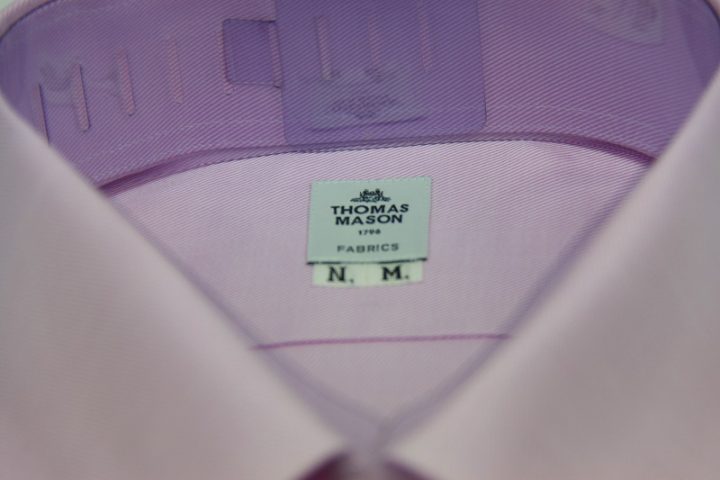 THOMAS
MASON
1796
FABRICS
N. M.